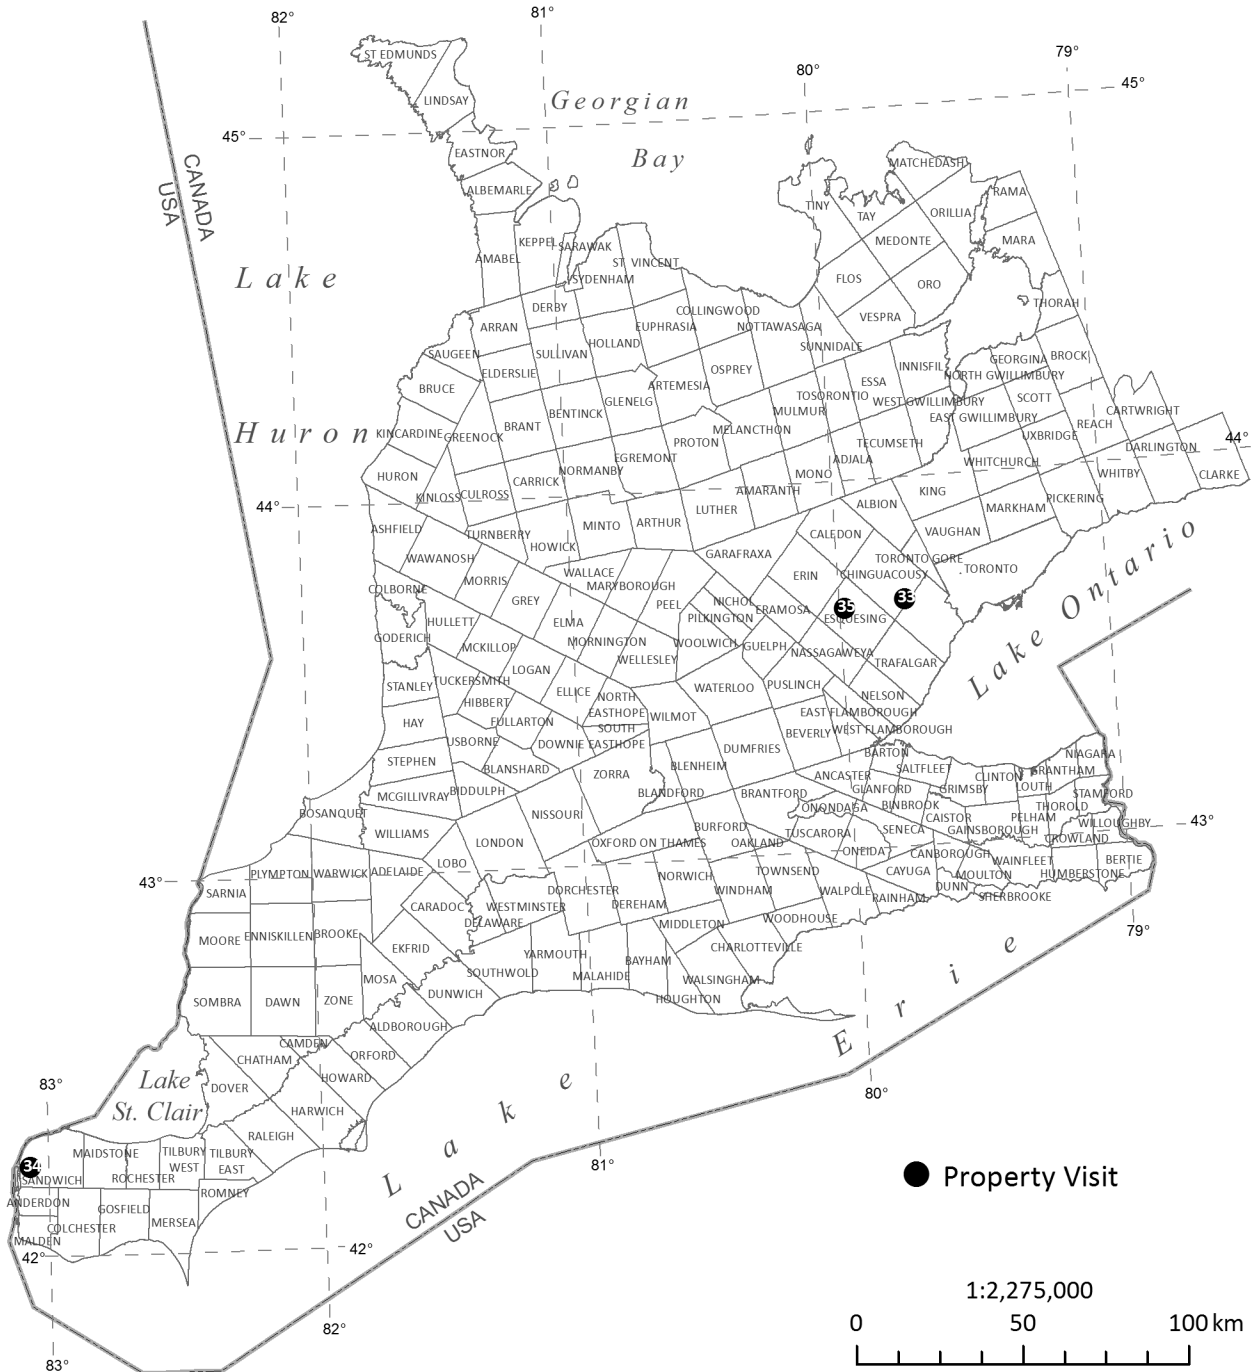 82°
81°
80°
79°
45°
45°
Georgian
Bay
CANADA
USA
Lake
Huron
ST EDMUNDS
LINDSAY
EASTNOR
ALBEMARLE
MATCHEDASH
RAMA
TINY
TAY
ORILLIA
KEPPEL
SARAWAK
MEDONTE
MARA
AMABEL
SYDENHAM
ST VINCENT
FLOS
ORO
DERBY
COLLINGWOOD
VESPRA
THORAH
ARRAN
EUPHRASIA
NOTTAWASAGA
HOLLAND
SUNNIDALE
SAUGEEN
SULLIVAN
INNISFIL
GEORGINA
BROCK
ELDERSLIE
OSPREY
NORTH GWILLIMBURY
BRUCE
ARTEMESIA
ESSA
GLENELG
TOSORONTIO
WEST GWILLIMBURY
SCOTT
BENTINCK
MULMUR
EAST GWILLIMBURY
CARTWRIGHT
BRANT
MELANCTHON
REACH
KINCARDINE
GREENOCK
PROTON
TECUMSETH
UXBRIDGE
DARLINGTON
44°
EGREMONT
ADJALA
WHITCHURCH
HURON
NORMANBY
MONO
WHITBY
CLARKE
CARRICK
KINLOSS
CULROSS
AMARANTH
KING
PICKERING
44°
LUTHER
ALBION
MARKHAM
ASHFIELD
MINTO
ARTHUR
TURNBERRY
CALEDON
VAUGHAN
HOWICK
WAWANOSH
GARAFRAXA
TORONTO GORE
TORONTO
WALLACE
ERIN
CHINGUACOUSY
MORRIS
MARYBOROUGH
COLBORNE
GREY
PEEL
NICHOL
ERAMOSA
35
33
HULLETT
ELMA
PILKINGTON
ESQUESING
GODERICH
MCKILLOP
MORNINGTON
WOOLWICH
GUELPH
NASSAGAWEYA
LOGAN
WELLESLEY
TRAFALGAR
Lake Ontario
STANLEY
TUCKERSMITH
ELLICE
NORTH
EASTHOPE
WATERLOO
PUSLINCH
NELSON
HIBBERT
HAY
FULLARTON
WILMOT
EAST FLAMBOROUGH
SOUTH
EASTHOPE
BEVERLY
WEST FLAMBOROUGH
USBORNE
DOWNIE
DUMFRIES
BARTON
NIAGARA
STEPHEN
BLANSHARD
ZORRA
BLENHEIM
SALTFLEET
GRANTHAM
ANCASTER
CLINTON
LOUTH
MCGILLIVRAY
BIDDULPH
BLANDFORD
BRANTFORD
GLANFORD
GRIMSBY
STAMFORD
BOSANQUET
NISSOURI
ONONDAGA
BINBROOK
THOROLD
CAISTOR
PELHAM
WILLOUGHBY
43°
WILLIAMS
BURFORD
TUSCARORA
SENECA
GAINSBOROUGH
CROWLAND
LONDON
OXFORD ON THAMES
OAKLAND
ONEIDA
CANBOROUGH
WAINFLEET
BERTIE
LOBO
43°
PLYMPTON
WARWICK
ADELAIDE
NORWICH
TOWNSEND
CAYUGA
MOULTON
HUMBERSTONE
SARNIA
DORCHESTER
WINDHAM
WALPOLE
DUNN
RAINHAM
SHERBROOKE
CARADOC
WESTMINSTER
DEREHAM
DELAWARE
MIDDLETON
WOODHOUSE
79°
MOORE
ENNISKILLEN
BROOKE
EKFRID
CHARLOTTEVILLE
YARMOUTH
BAYHAM
SOUTHWOLD
MALAHIDE
MOSA
WALSINGHAM
SOMBRA
DAWN
ZONE
DUNWICH
HOUGHTON
ALDBOROUGH
CAMDEN
CHATHAM
ORFORD
HOWARD
Lake
St. Clair
DOVER
83°
80°
HARWICH
Lake Erie
RALEIGH
MAIDSTONE
TILBURY
WEST
TILBURY
EAST
34
81°
SANDWICH
ROCHESTER
ROMNEY
ANDERDON
GOSFIELD
MERSEA
COLCHESTER
MALDEN
42°
42°
CANADA
USA
82°
83°
Property Visit
1:2,275,000
0 50 100 km